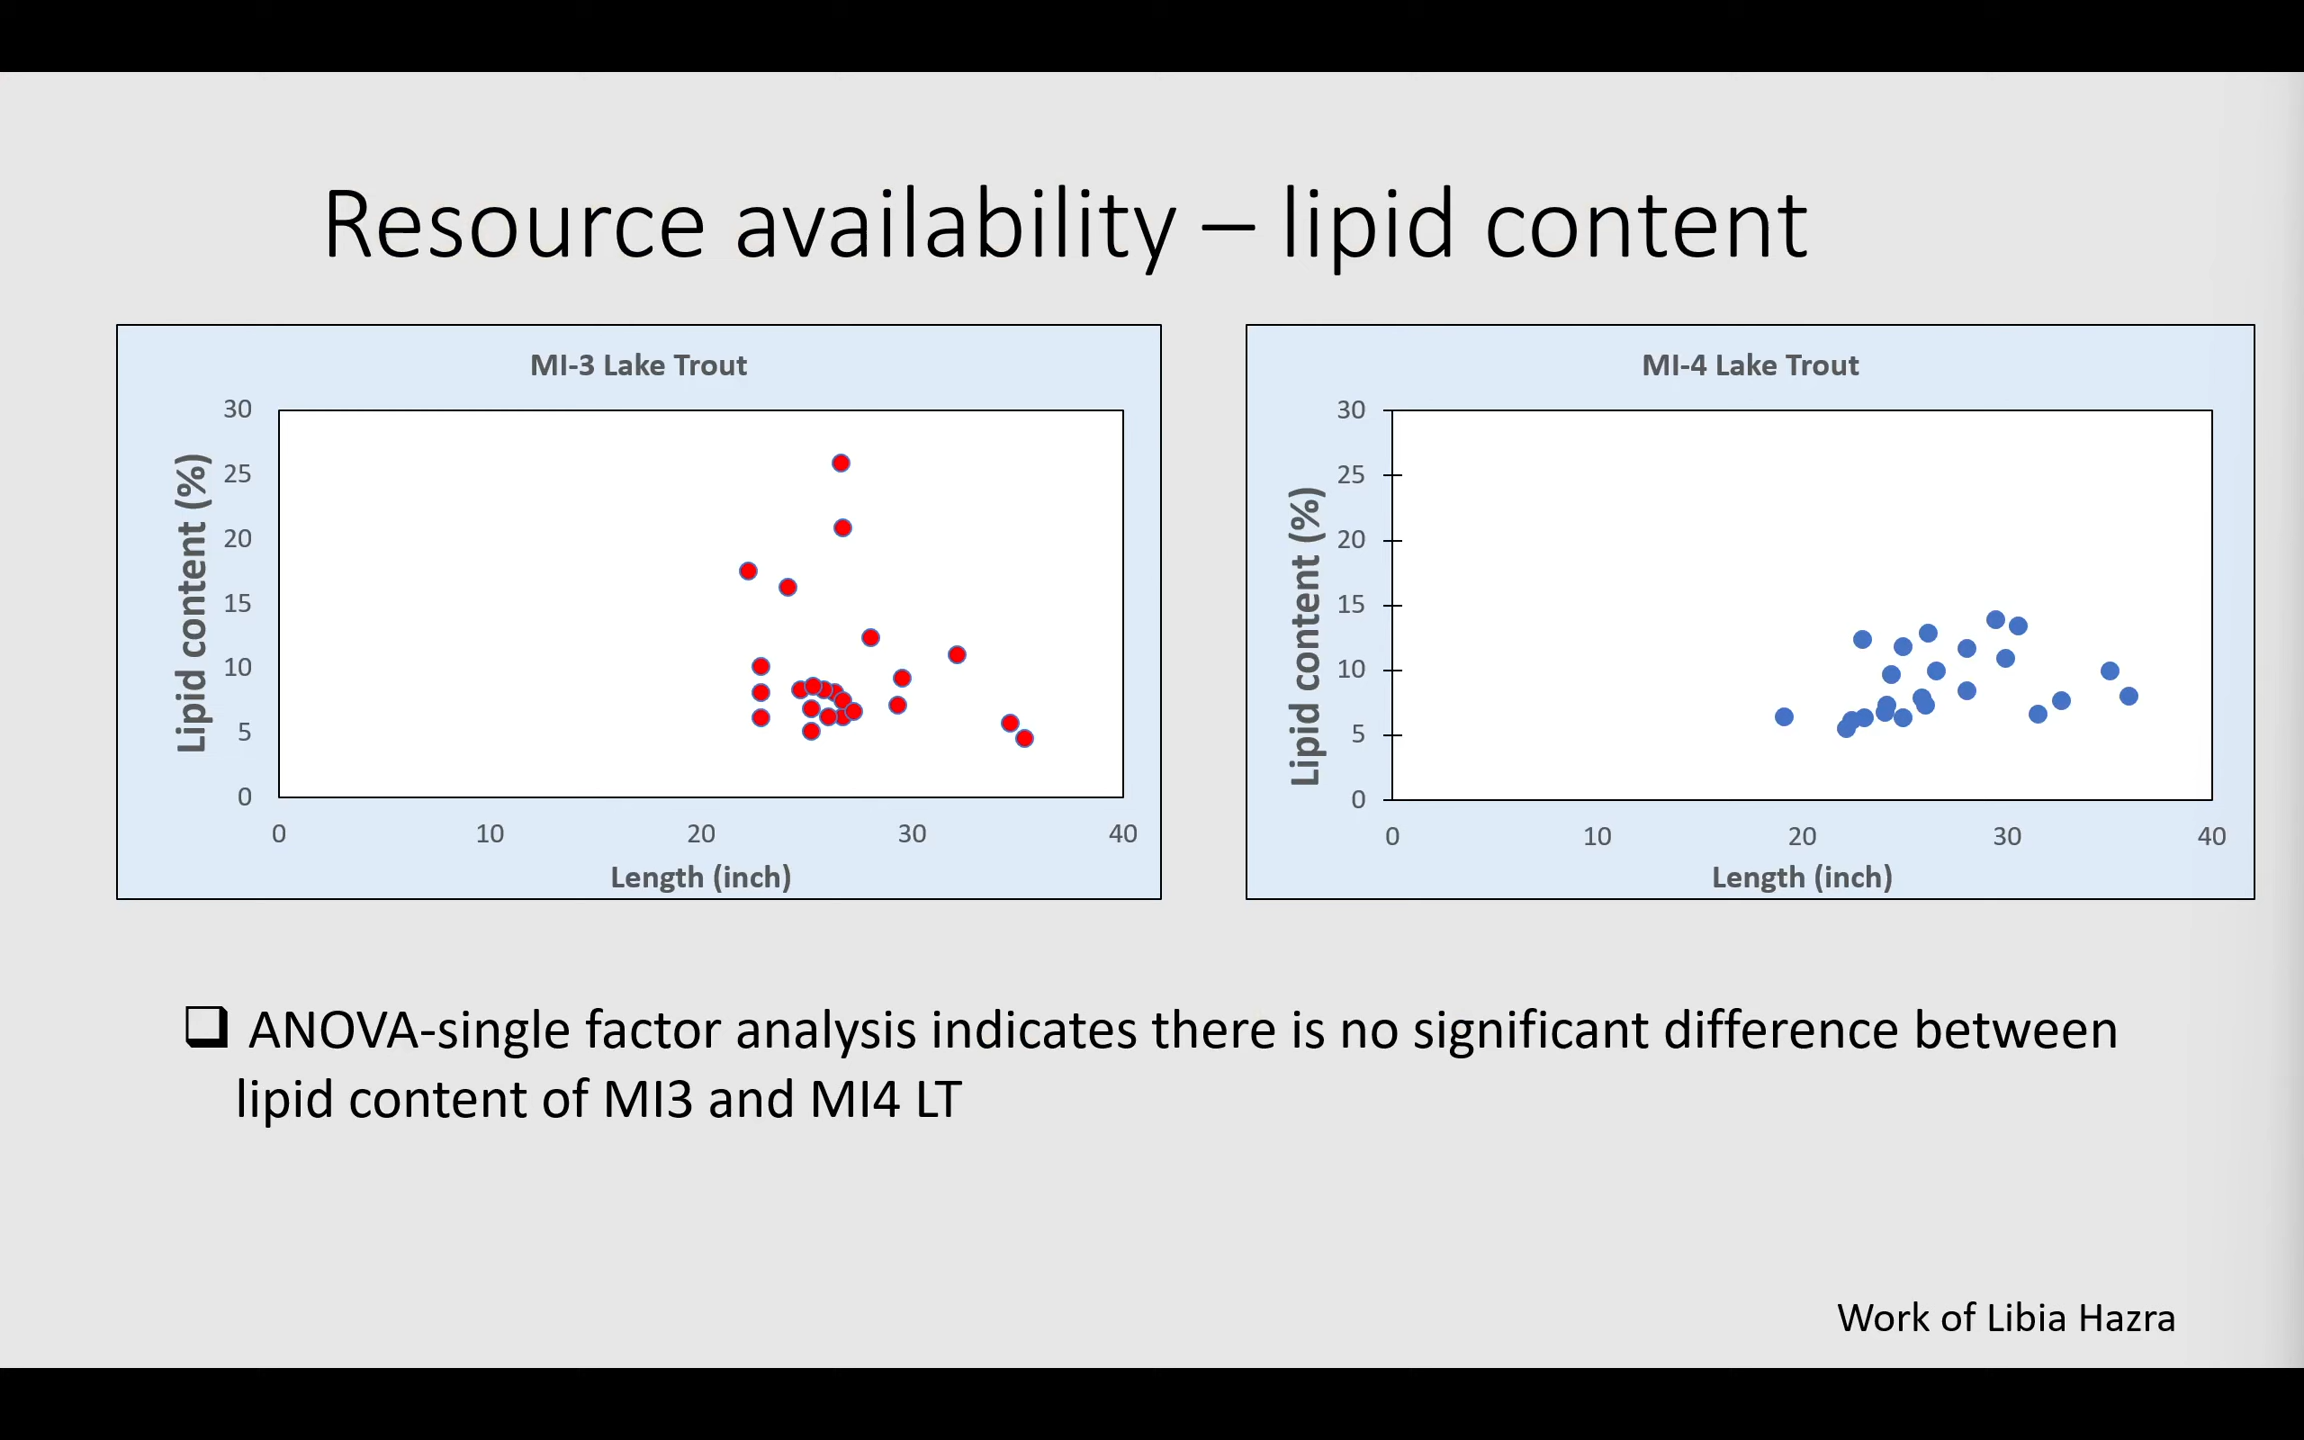 Resource availability – lipid content
MI-3 Lake Trout
Lipid content (%)
30
25
20
15
10
5
0
0 10 20 30 40
Length (inch)
MI-4 Lake Trout
Lipid content (%)
30
25
20
15
10
5
0
0 10 20 30 40
Length (inch)
ANOVA-single factor analysis indicates there is no significant difference between
lipid content of MI3 and MI4 LT
Work of Libia Hazra